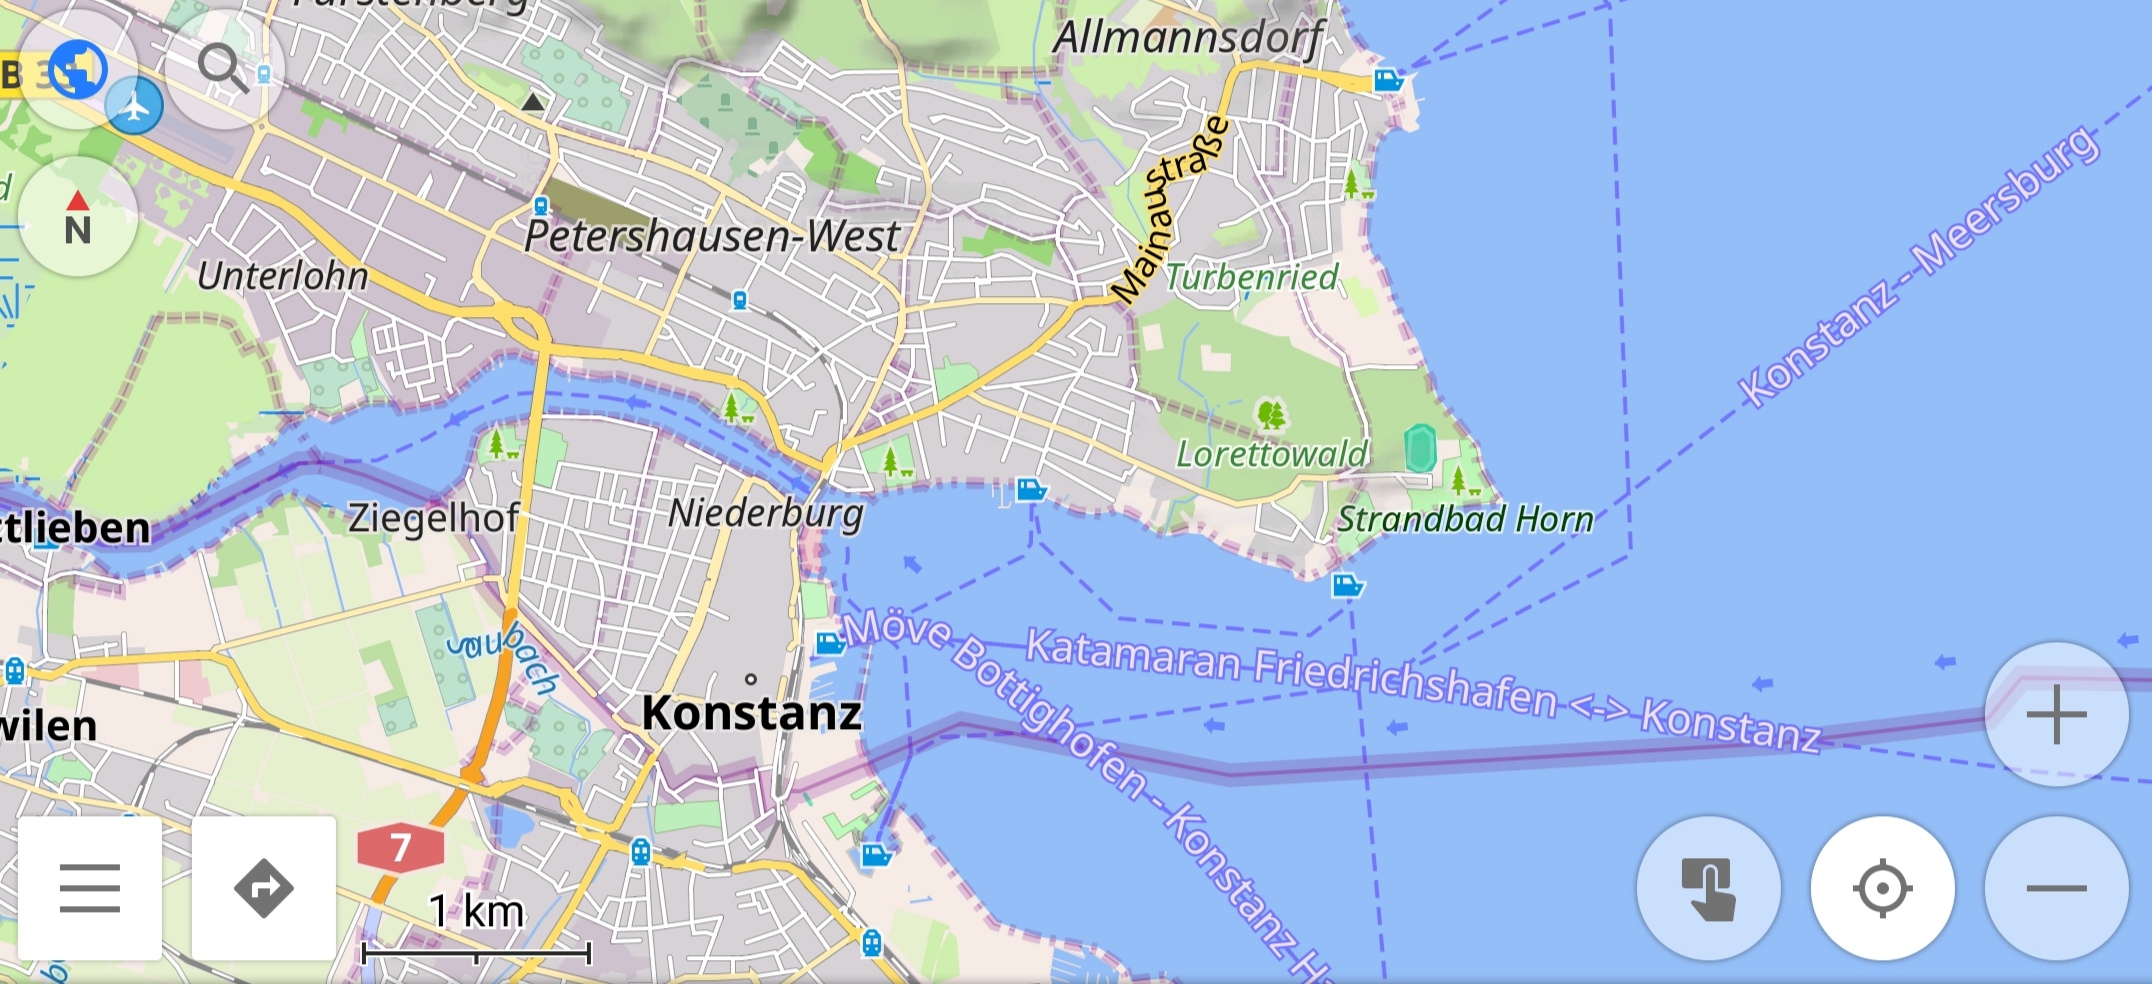 Allmannsdorf
B 3
N
Mainaustraße
Konstanz - Meersburg
Petershausen-West
Unterlohn
Turbenried
Lorettowald
Ziegelhof
Niederburg
Strandbad Horn
tlieben
Saubach
Möve Bottighofen - Konstanz Ha
Katamaran Friedrichshafen <-> Konstanz
Konstanz
wilen
7
1 km